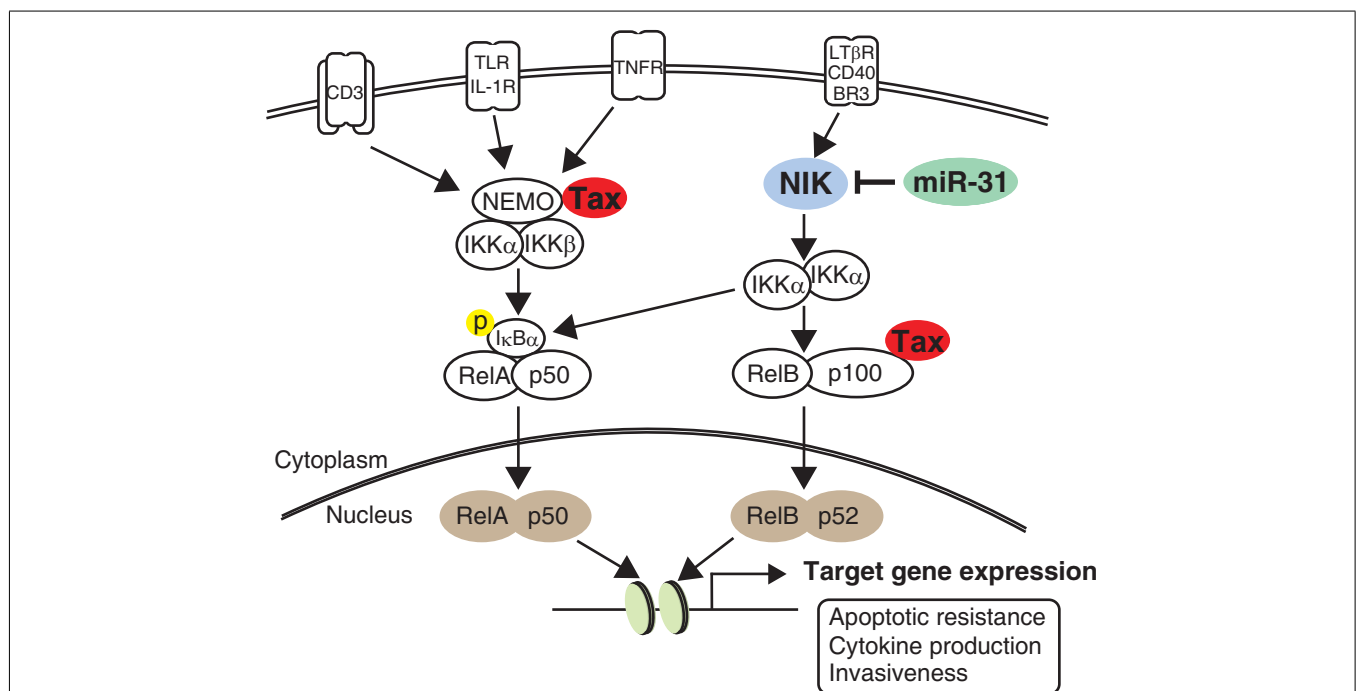 CD3
TLR
IL-1R
TNFR
LTβR
CD40
BR3
NEMO
Tax
IKKα
IKKβ
NIK
miR-31
IKKα
IKKα
p
IκBα
RelA
p50
Tax
RelB
p100
Cytoplasm
Nucleus
RelA
p50
RelB
p52
Target gene expression
Apoptotic resistance
Cytokine production
Invasiveness